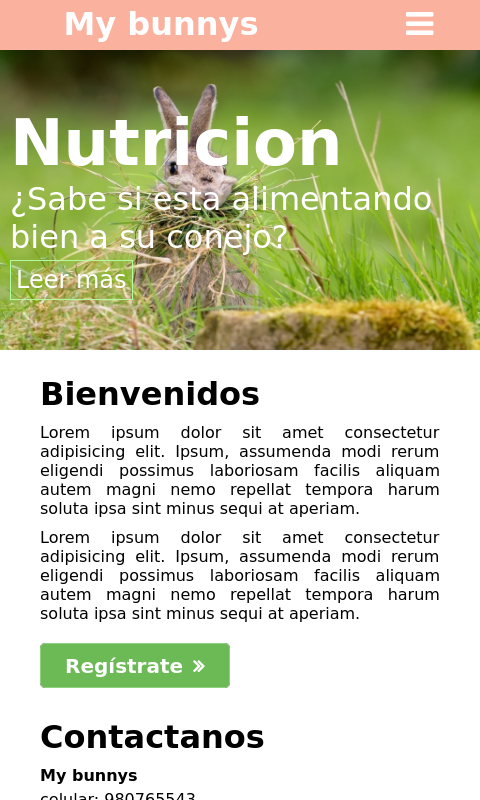 My bunnys
Nutricion
¿Sabe si esta alimentando
bien a su conejo?
Leer más
Bienvenidos
Lorem ipsum dolor sit amet consectetur
adipisicing elit. Ipsum, assumenda modi rerum
eligendi possimus laboriosam facilis aliquam
autem magni nemo repellat tempora harum
soluta ipsa sint minus sequi at aperiam.
Lorem ipsum dolor sit amet consectetur
adipisicing elit. Ipsum, assumenda modi rerum
eligendi possimus laboriosam facilis aliquam
autem magni nemo repellat tempora harum
soluta ipsa sint minus sequi at aperiam.
Regístrate »
Contactanos
My bunnys
celular: 980765543